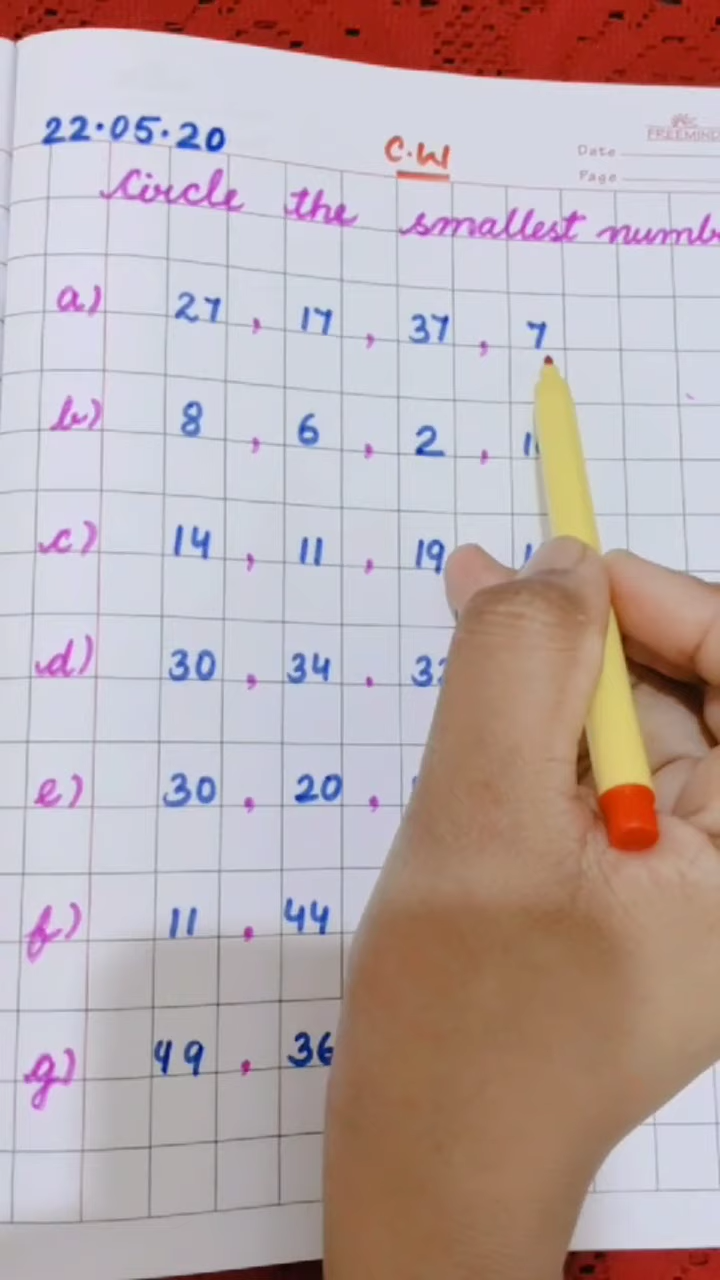 22.05.20
C.W
FREEMIND
Date
Page
Circle the smallest
a) 27 , 17 , 37 , 7
b) 8 , 6 , 2 ,
c) 14 , 11 , 19
d) 30 , 34 .
e) 30 . 20 ,
f) 11 . 44
g) 49 . 36